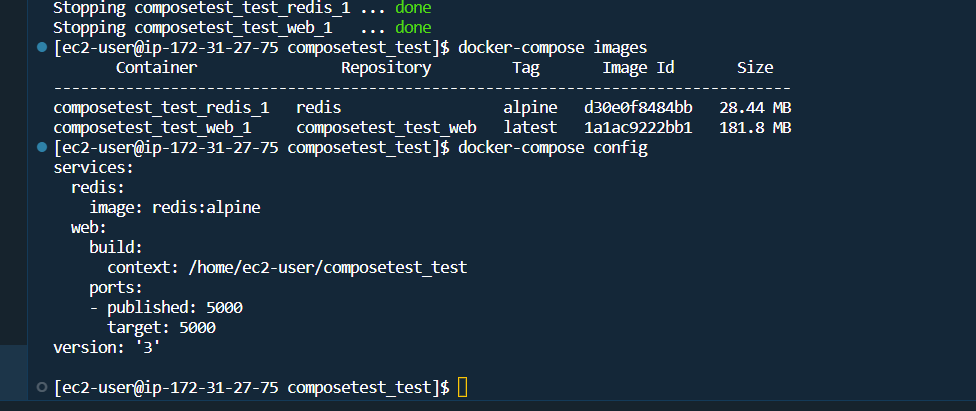 Stopping composetest_test_redis_1 ... done
Stopping composetest_test_web_1   ... done
[ec2-user@ip-172-31-27-75 composetest_test]$ docker-compose images
       Container                Repository         Tag       Image Id       Size
--------------------------------------------------------------------------------
composetest_test_redis_1   redis                  alpine   d30e0f8484bb   28.44 MB
composetest_test_web_1     composetest_test_web   latest   1a1ac9222bb1   181.8 MB
[ec2-user@ip-172-31-27-75 composetest_test]$ docker-compose config
services:
  redis:
    image: redis:alpine
  web:
    build:
      context: /home/ec2-user/composetest_test
    ports:
    - published: 5000
      target: 5000
version: '3'
[ec2-user@ip-172-31-27-75 composetest_test]$